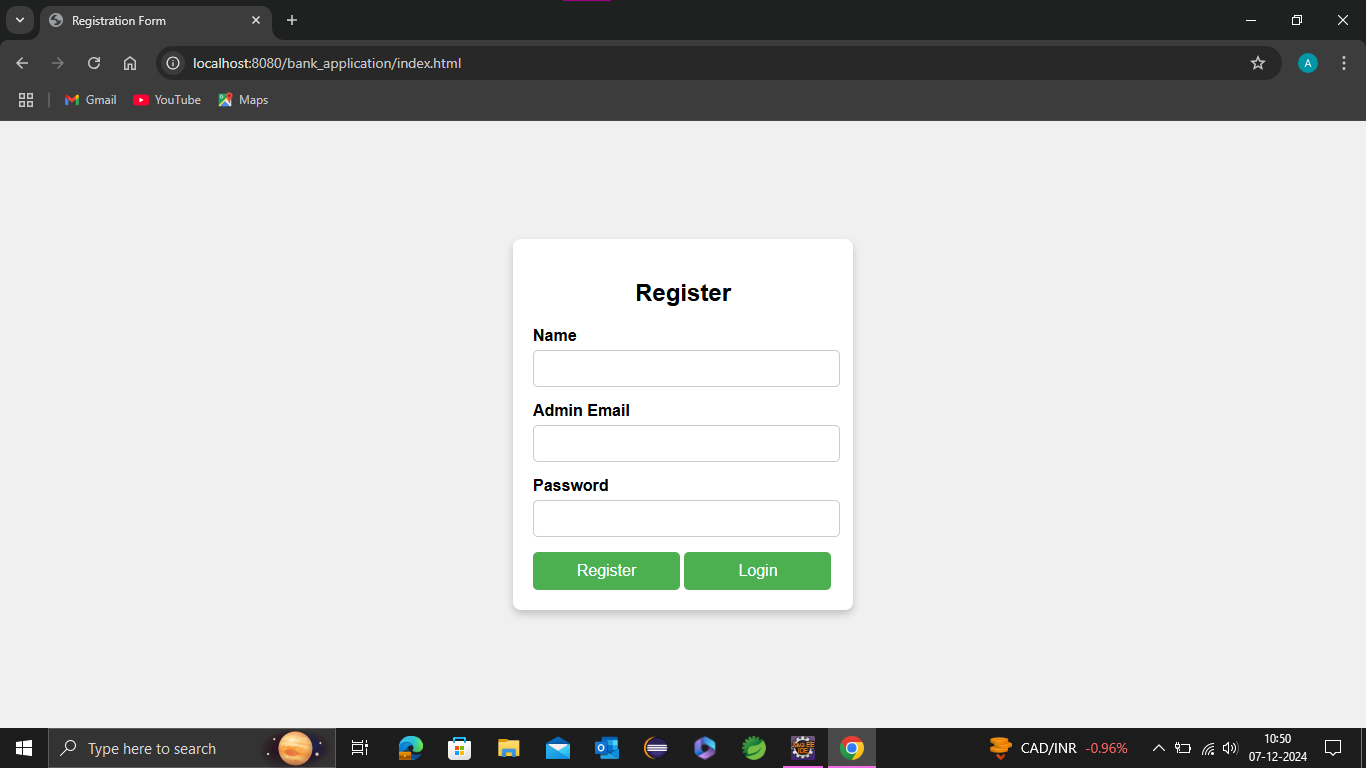 Registration Form
localhost:8080/bank_application/index.html
A
Gmail
YouTube
Maps
Register
Name
Admin Email
Password
Register
Login
Type here to search
CAD/INR -0.96%
10:50
07-12-2024